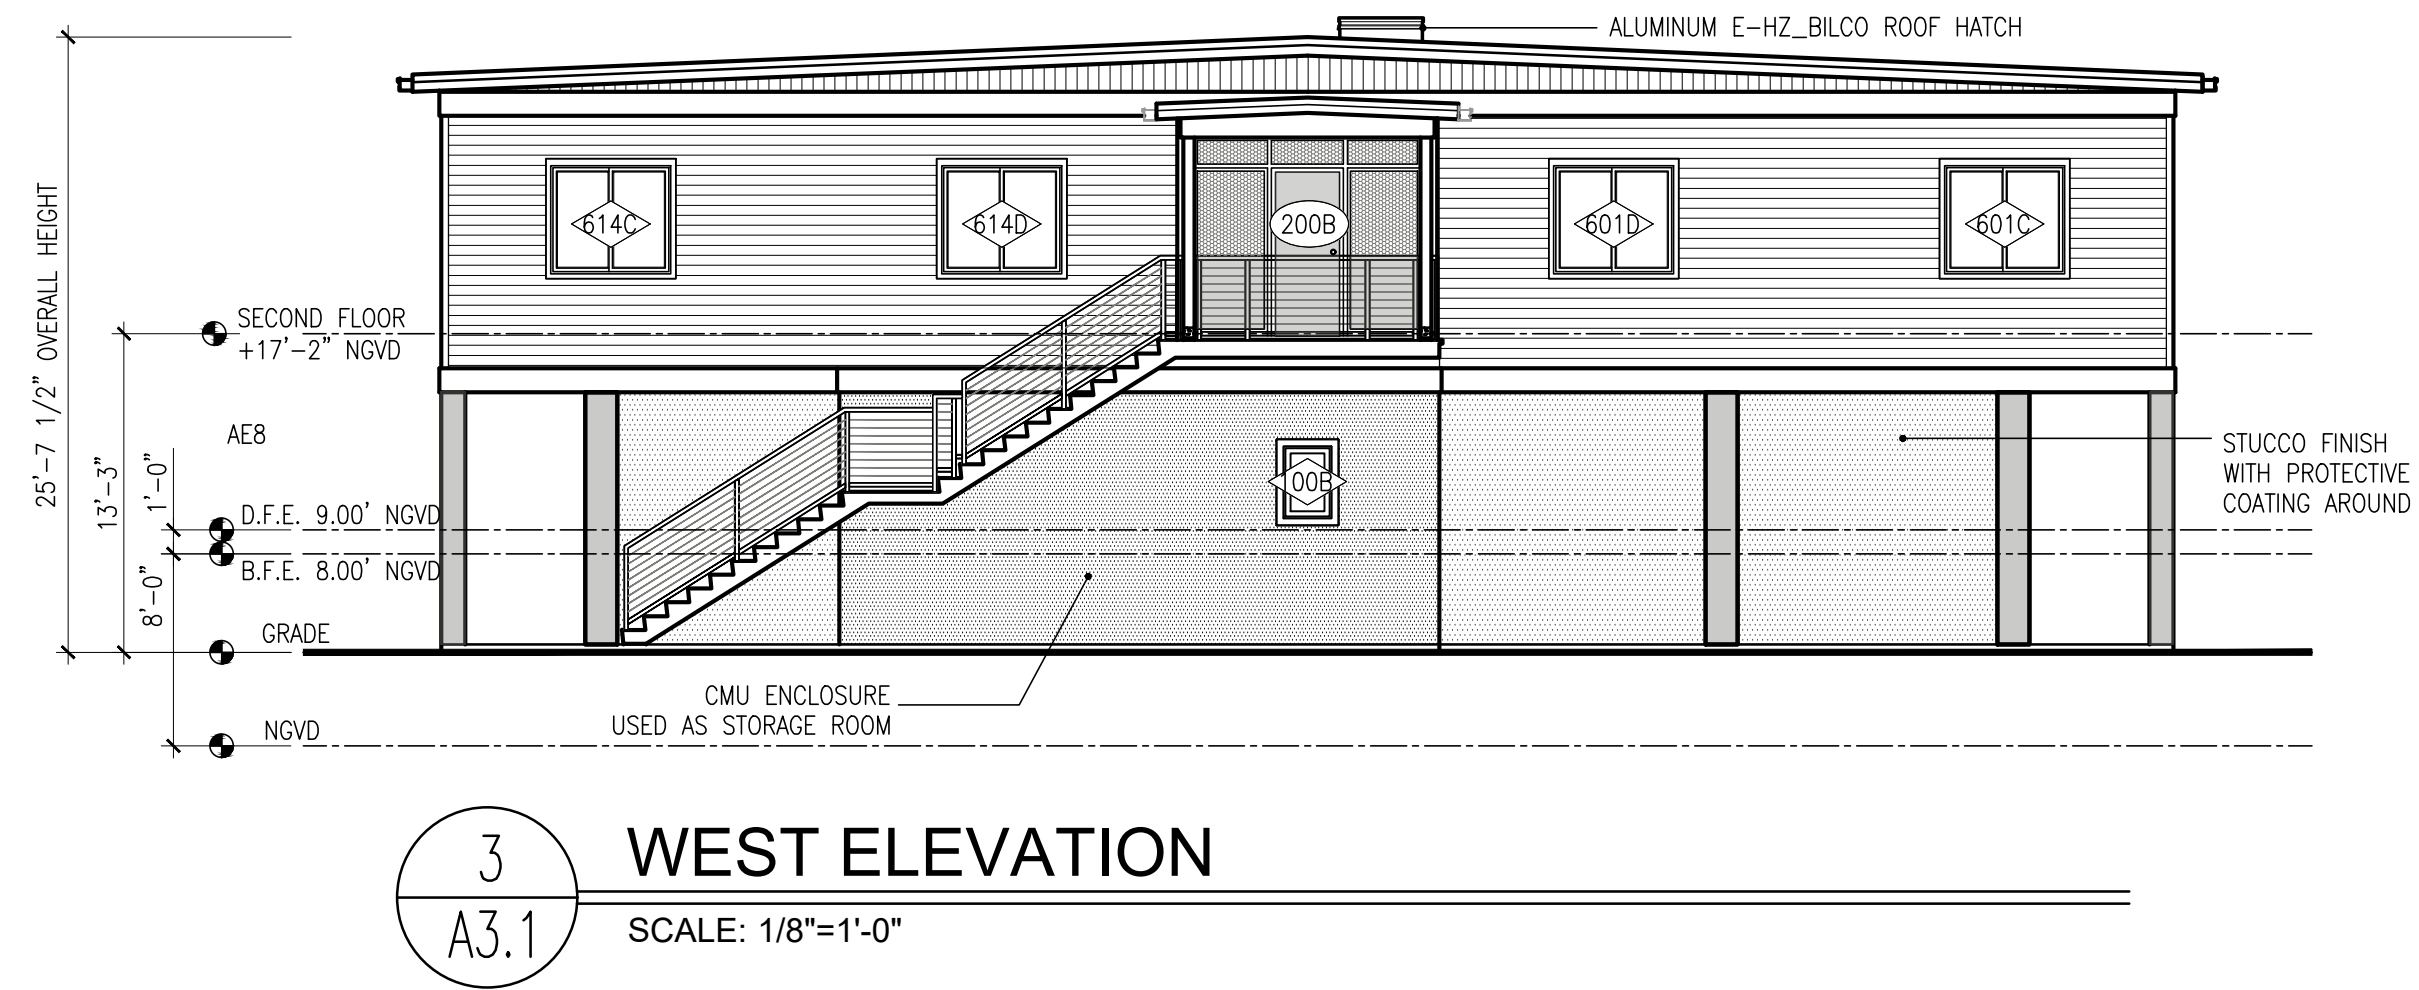 ALUMINUM E-HZ_BILCO ROOF HATCH
25'-7 1/2" OVERALL HEIGHT
614C
614D
200B
601D
601C
SECOND FLOOR
+17'-2" NGVD
AE8
13'-3"
1'-0"
8'-0"
D.F.E. 9.00' NGVD
B.F.E. 8.00' NGVD
00B
STUCCO FINISH
WITH PROTECTIVE
COATING AROUND
GRADE
CMU ENCLOSURE
USED AS STORAGE ROOM
NGVD
3
A3.1
WEST ELEVATION
SCALE: 1/8"=1'-0"